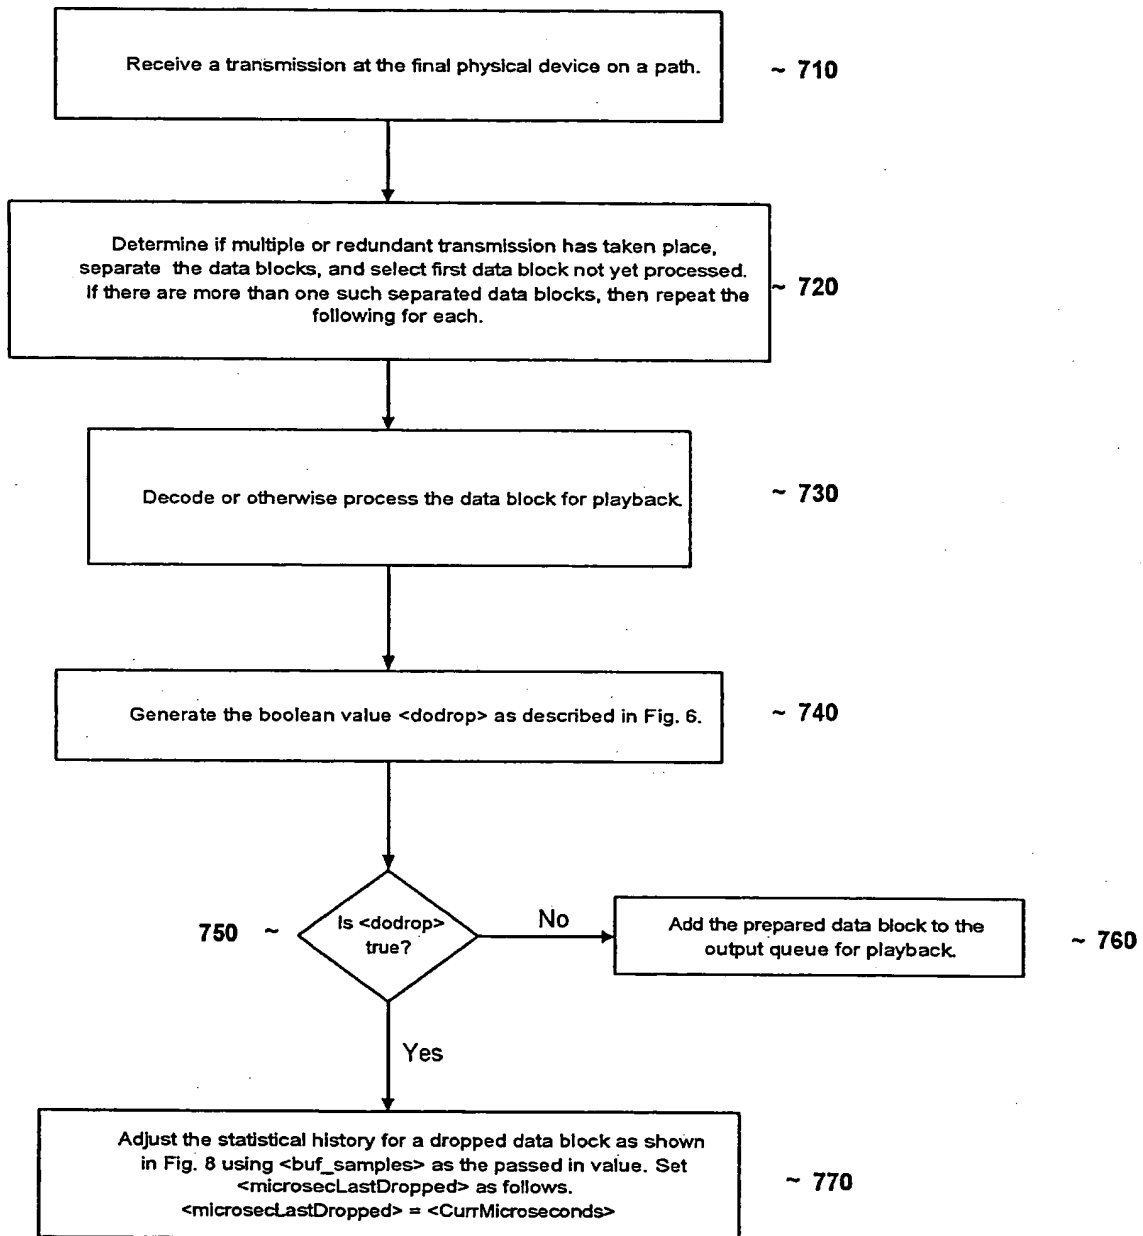 Receive a transmission at the final physical device on a path.
~ 710
Determine if multiple or redundant transmission has taken place,
separate the data blocks, and select first data block not yet processed.
If there are more than one such separated data blocks, then repeat the
following for each.
~ 720
Decode or otherwise process the data block for playback.
~ 730
Generate the boolean value <dodrop> as described in Fig. 6.
~ 740
750 ~
Is <dodrop>
true?
No
Add the prepared data block to the
output queue for playback.
~ 760
Yes
Adjust the statistical history for a dropped data block as shown
in Fig. 8 using <buf_samples> as the passed in value. Set
<microsecLastDropped> as follows.
<microsecLastDropped> = <CurrMicroseconds>
~ 770